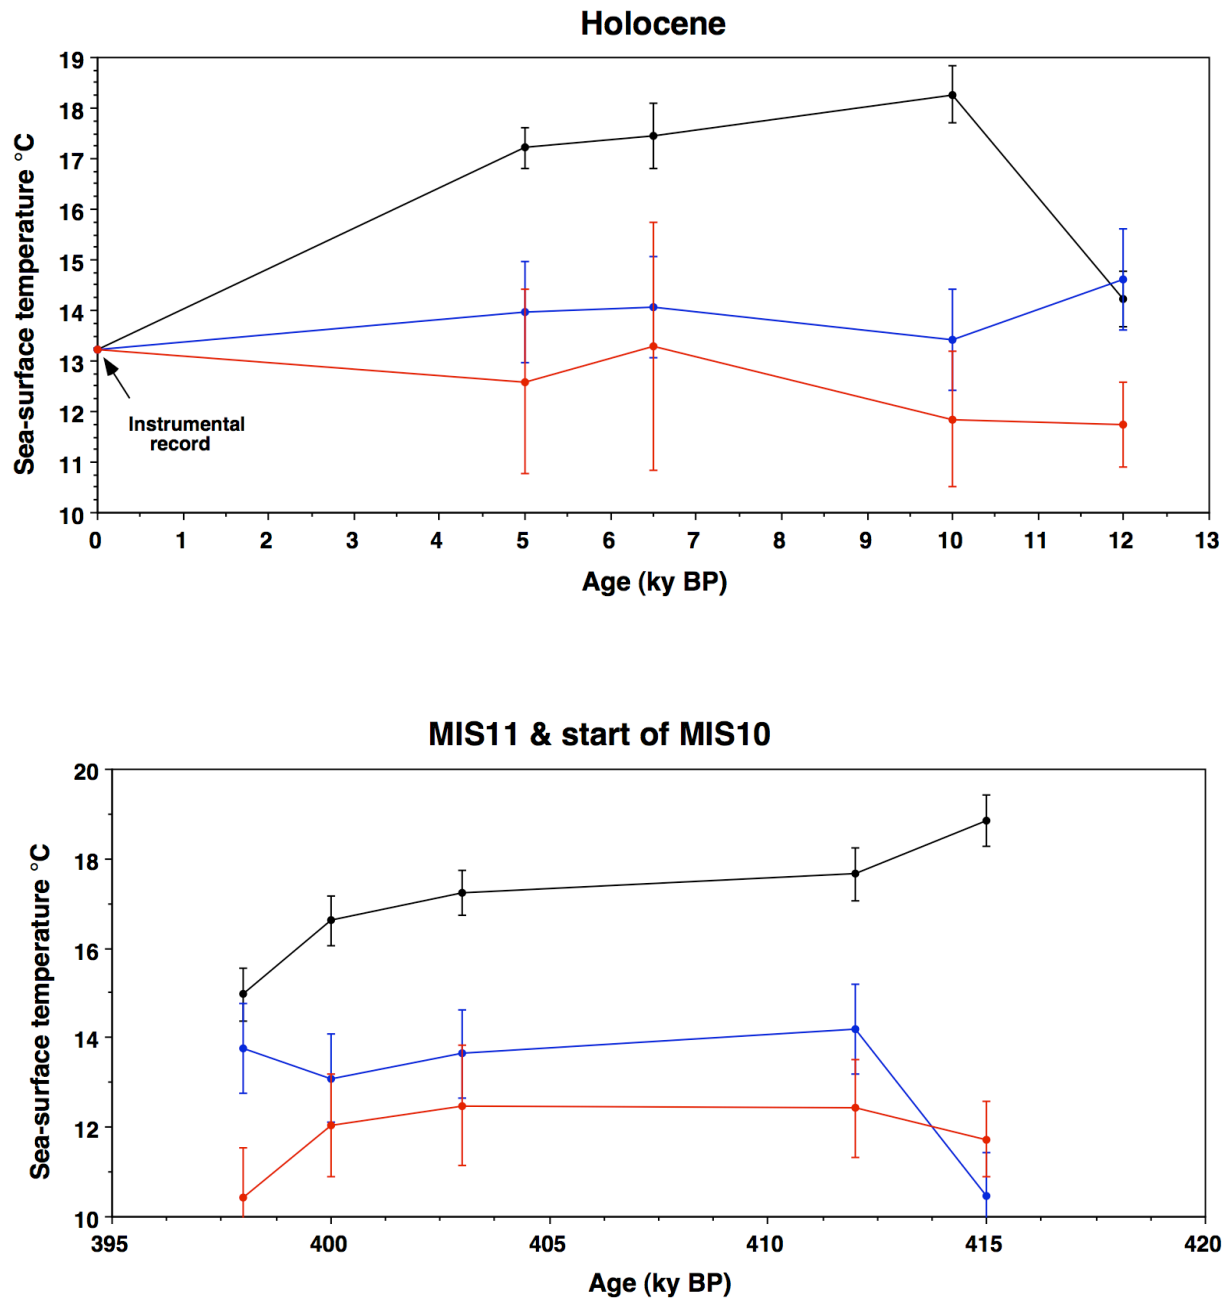 Holocene
19
18
17
16
15
14
13
12
11
10
Sea-surface temperature °C
Instrumental
record
0 1 2 3 4 5 6 7 8 9 10 11 12 13
Age (ky BP)
MIS11 & start of MIS10
20
18
16
14
12
10
Sea-surface temperature °C
395 400 405 410 415 420
Age (ky BP)